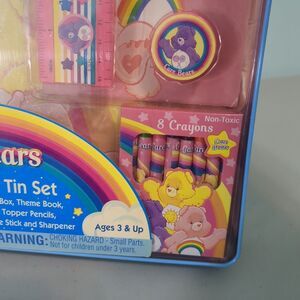 Care Bears
Non-Toxic
8 Crayons
ars
Tin Set
Box, Theme Book,
Topper Pencils,
e Stick and Sharpener
Ages 3 & Up
WARNING: CHOKING HAZARD - Small Parts.
Not for children under 3 years.